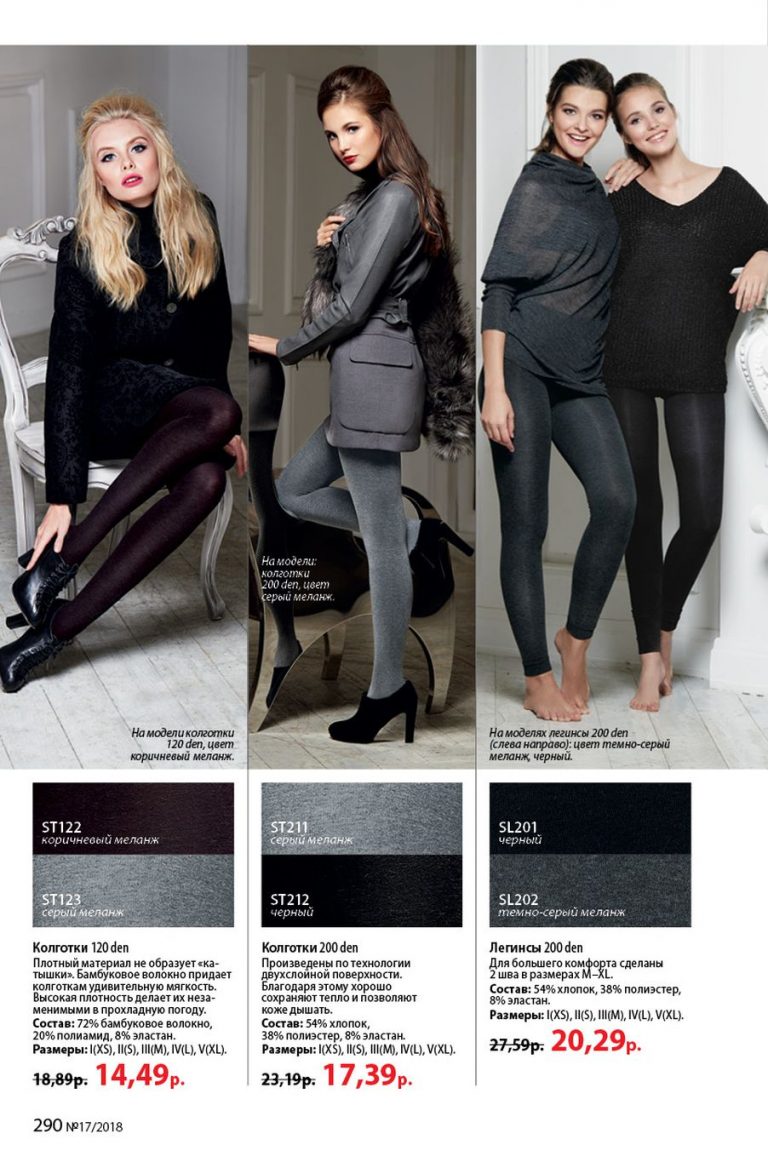 На модели колготки
120 den, цвет
коричневый меланж.
На модели:
колготки
200 den, цвет
серый меланж.
На моделях легинсы 200 den
(слева направо): цвет темно-серый
меланж, черный.
ST122
коричневый меланж
ST123
серый меланж
Колготки 120 den
Плотный материал не образует «ка-
тышки». Бамбуковое волокно придает
колготкам удивительную мягкость.
Высокая плотность делает их неза-
менимыми в прохладную погоду.
Состав: 72% бамбуковое волокно,
20% полиамид, 8% эластан.
Размеры: I(XS), II(S), III(M), IV(L), V(XL).
18,89р. 14,49р.
ST211
серый меланж
ST212
черный
Колготки 200 den
Произведены по технологии
двухслойной поверхности.
Благодаря этому хорошо
сохраняют тепло и позволяют
коже дышать.
Состав: 54% хлопок,
38% полиэстер, 8% эластан.
Размеры: I(XS), II(S), III(M), IV(L), V(XL).
23,19р. 17,39р.
SL201
черный
SL202
темно-серый меланж
Легинсы 200 den
Для большего комфорта сделаны
2 шва в размерах M–XL.
Состав: 54% хлопок, 38% полиэстер,
8% эластан.
Размеры: I(XS), II(S), III(M), IV(L), V(XL).
27,59р. 20,29р.
290 №17/2018